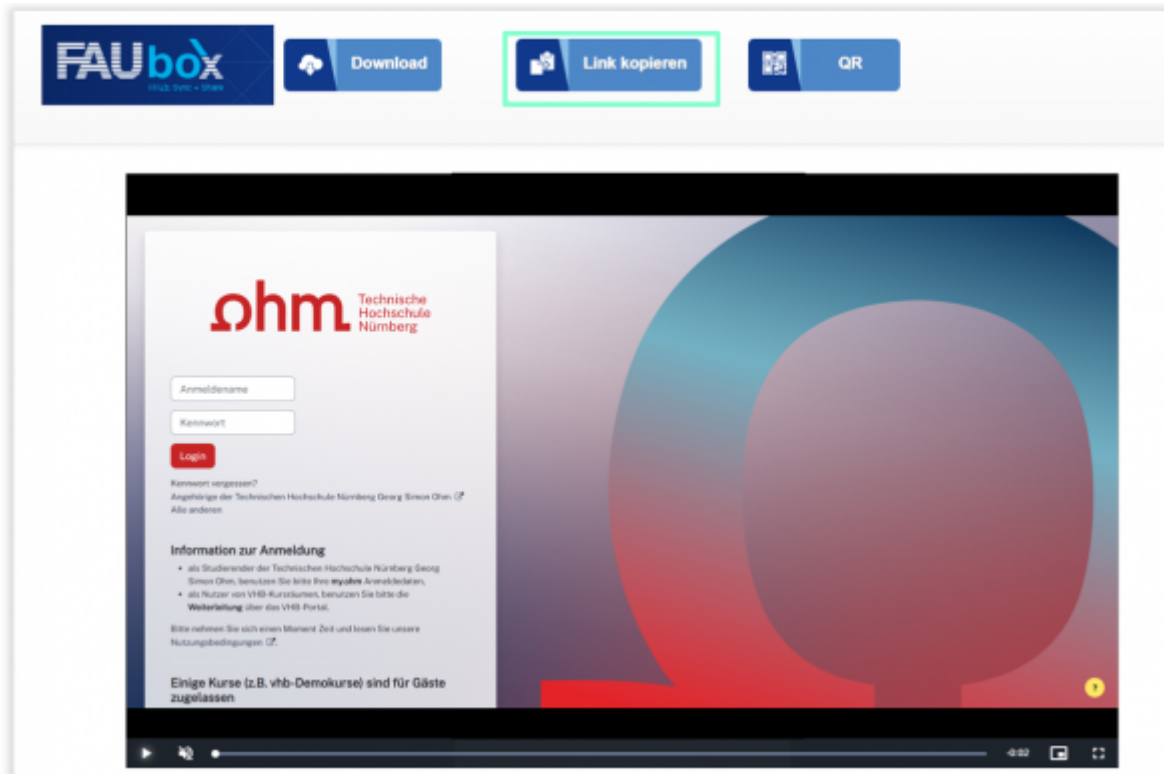 FAUbox
Download
Link kopieren
QR
ohm
Technische
Hochschule
Nürnberg
Anmeldename
Kennwort
Login
Kennwort vergessen?
Angehörige der Technischen Hochschule Nürnberg Georg Simon Ohm
Alle anderen
Information zur Anmeldung
• als Studierender der Technischen Hochschule Nürnberg Georg
Simon Ohm, benutzen Sie bitte Ihre my.ohm Anmeldedaten,
• als Nutzer von VHB-Kursräumen, benutzen Sie bitte die
Weiterleitung über das VHB-Portal.
Bitte nehmen Sie sich einen Moment Zeit und lesen Sie unsere
Nutzungsbedingungen.
Einige Kurse (z.B. vhb-Demokurse) sind für Gäste
zugelassen
?
-0:02